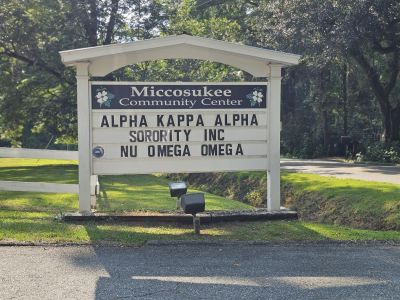 Miccosukee
Community Center
ALPHA KAPPA ALPHA
SORORITY INC
NU OMEGA OMEGA